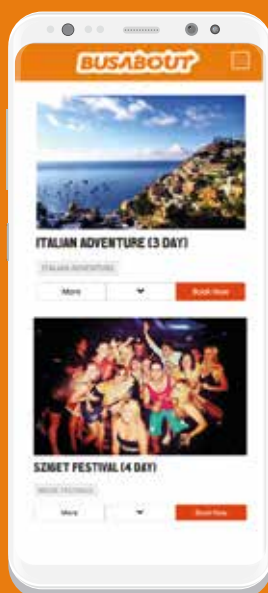 BUSABOUT
ITALIAN ADVENTURE (3 DAY)
ITALIAN ADVENTURE
More
Book Now
SZIGET FESTIVAL (4 DAY)
MUSIC FESTIVALS
More
Book Now